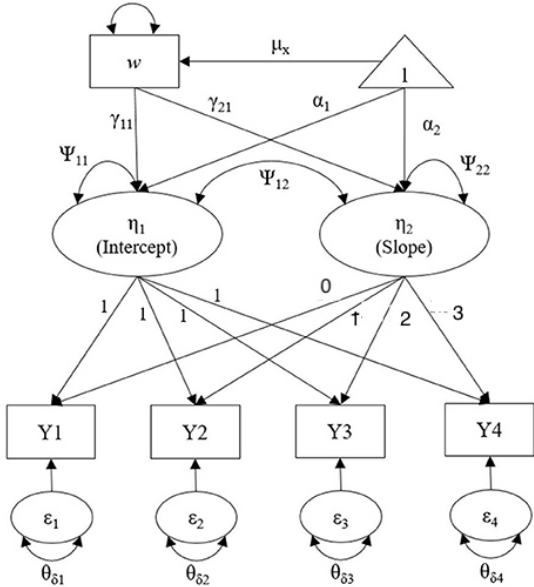 w
μₓ
1
γ₁₁
γ₂₁
α₁
α₂
Ψ₁₁
Ψ₁₂
Ψ₂₂
η₁
(Intercept)
η₂
(Slope)
1
1
1
1
0
1
2
3
Y1
Y2
Y3
Y4
ε₁
ε₂
ε₃
ε₄
θδ₁
θδ₂
θδ₃
θδ₄